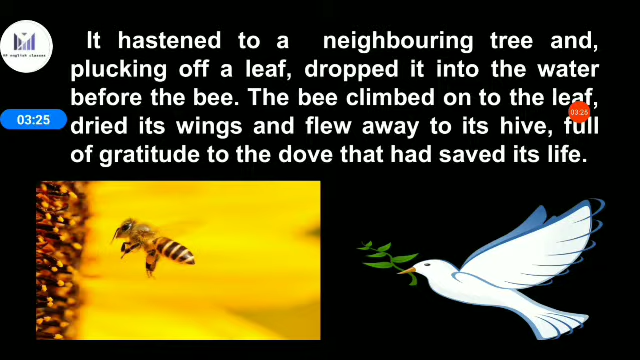 It hastened to a neighbouring tree and,
plucking off a leaf, dropped it into the water
before the bee. The bee climbed on to the leaf,
dried its wings and flew away to its hive, full
of gratitude to the dove that had saved its life.
03:25
03:26